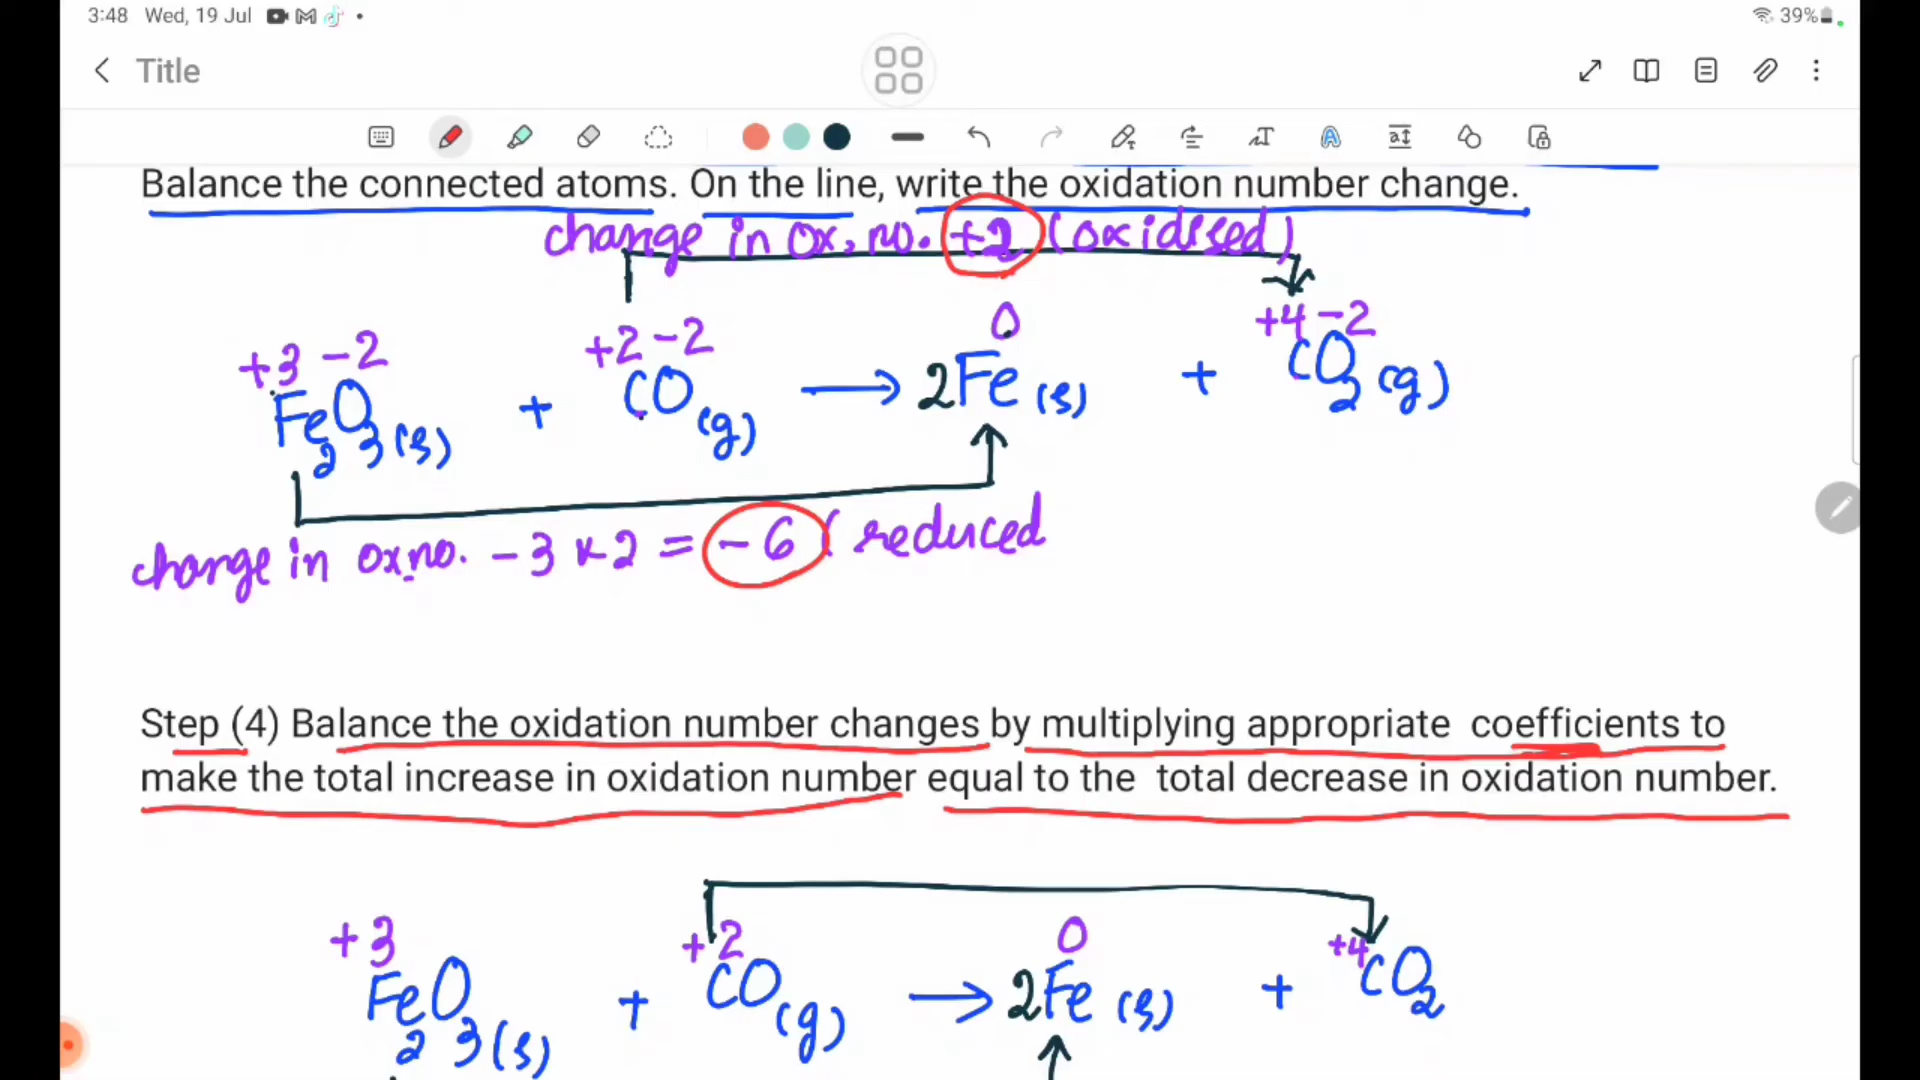 3:48 Wed, 19 Jul 39%
Title
Balance the connected atoms. On the line, write the oxidation number change.
change in ox. no. +2 (oxidised)
+3 -2 +2 -2 0 +4 -2
Fe2O3(s) + CO(g) → 2Fe(s) + CO2(g)
change in ox.no. -3 x 2 = -6 ( reduced
Step (4) Balance the oxidation number changes by multiplying appropriate coefficients to
make the total increase in oxidation number equal to the total decrease in oxidation number.
+3 +2 0 +4
Fe2O3(s) + CO(g) → 2Fe(s) + CO2